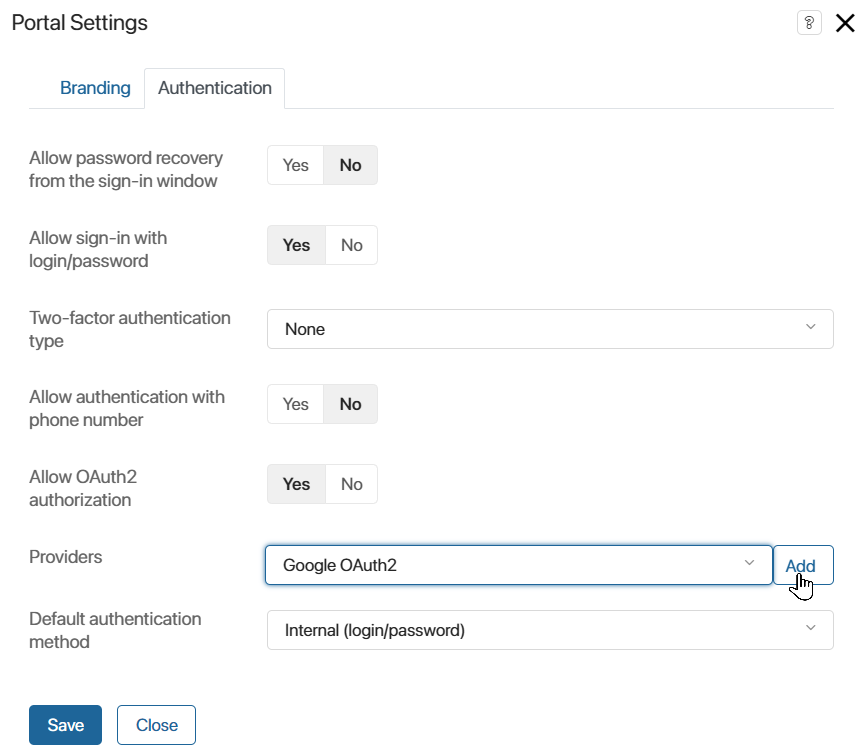 Portal Settings
?
Branding
Authentication
Allow password recovery
from the sign-in window
Yes
No
Allow sign-in with
login/password
Yes
No
Two-factor authentication
type
None
Allow authentication with
phone number
Yes
No
Allow OAuth2
authorization
Yes
No
Providers
Google OAuth2
Add
Default authentication
method
Internal (login/password)
Save
Close